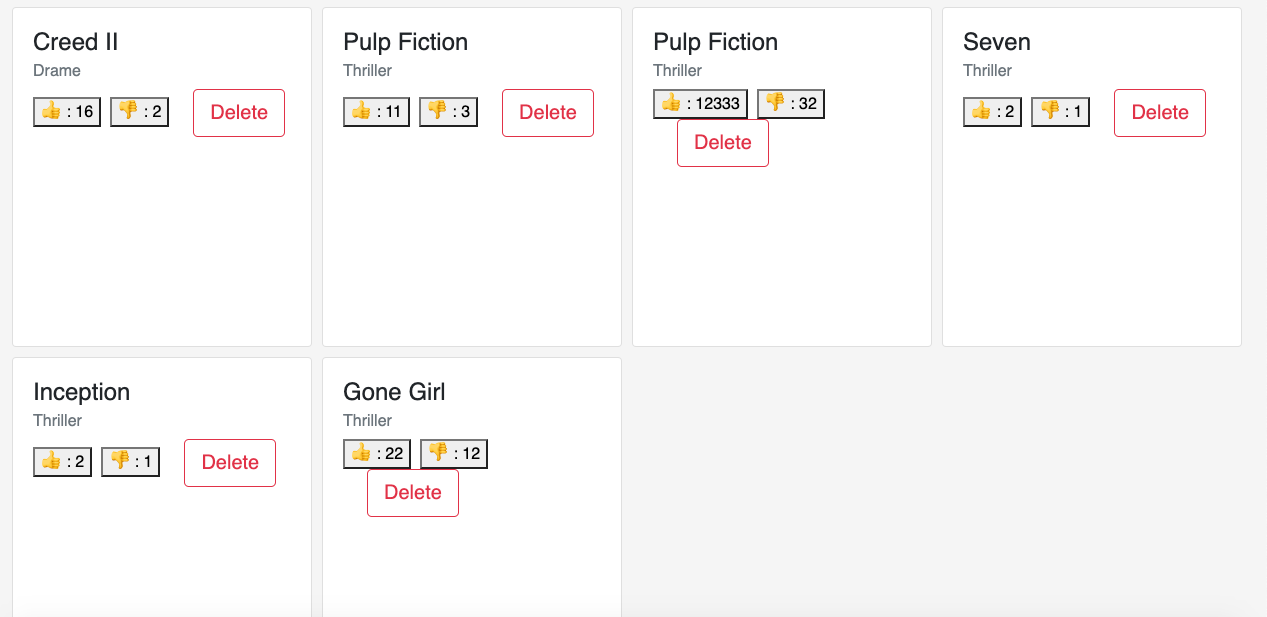 Creed II
Drame
👍 : 16 👎 : 2 Delete
Pulp Fiction
Thriller
👍 : 11 👎 : 3 Delete
Pulp Fiction
Thriller
👍 : 12333 👎 : 32
Delete
Seven
Thriller
👍 : 2 👎 : 1 Delete
Inception
Thriller
👍 : 2 👎 : 1 Delete
Gone Girl
Thriller
👍 : 22 👎 : 12
Delete